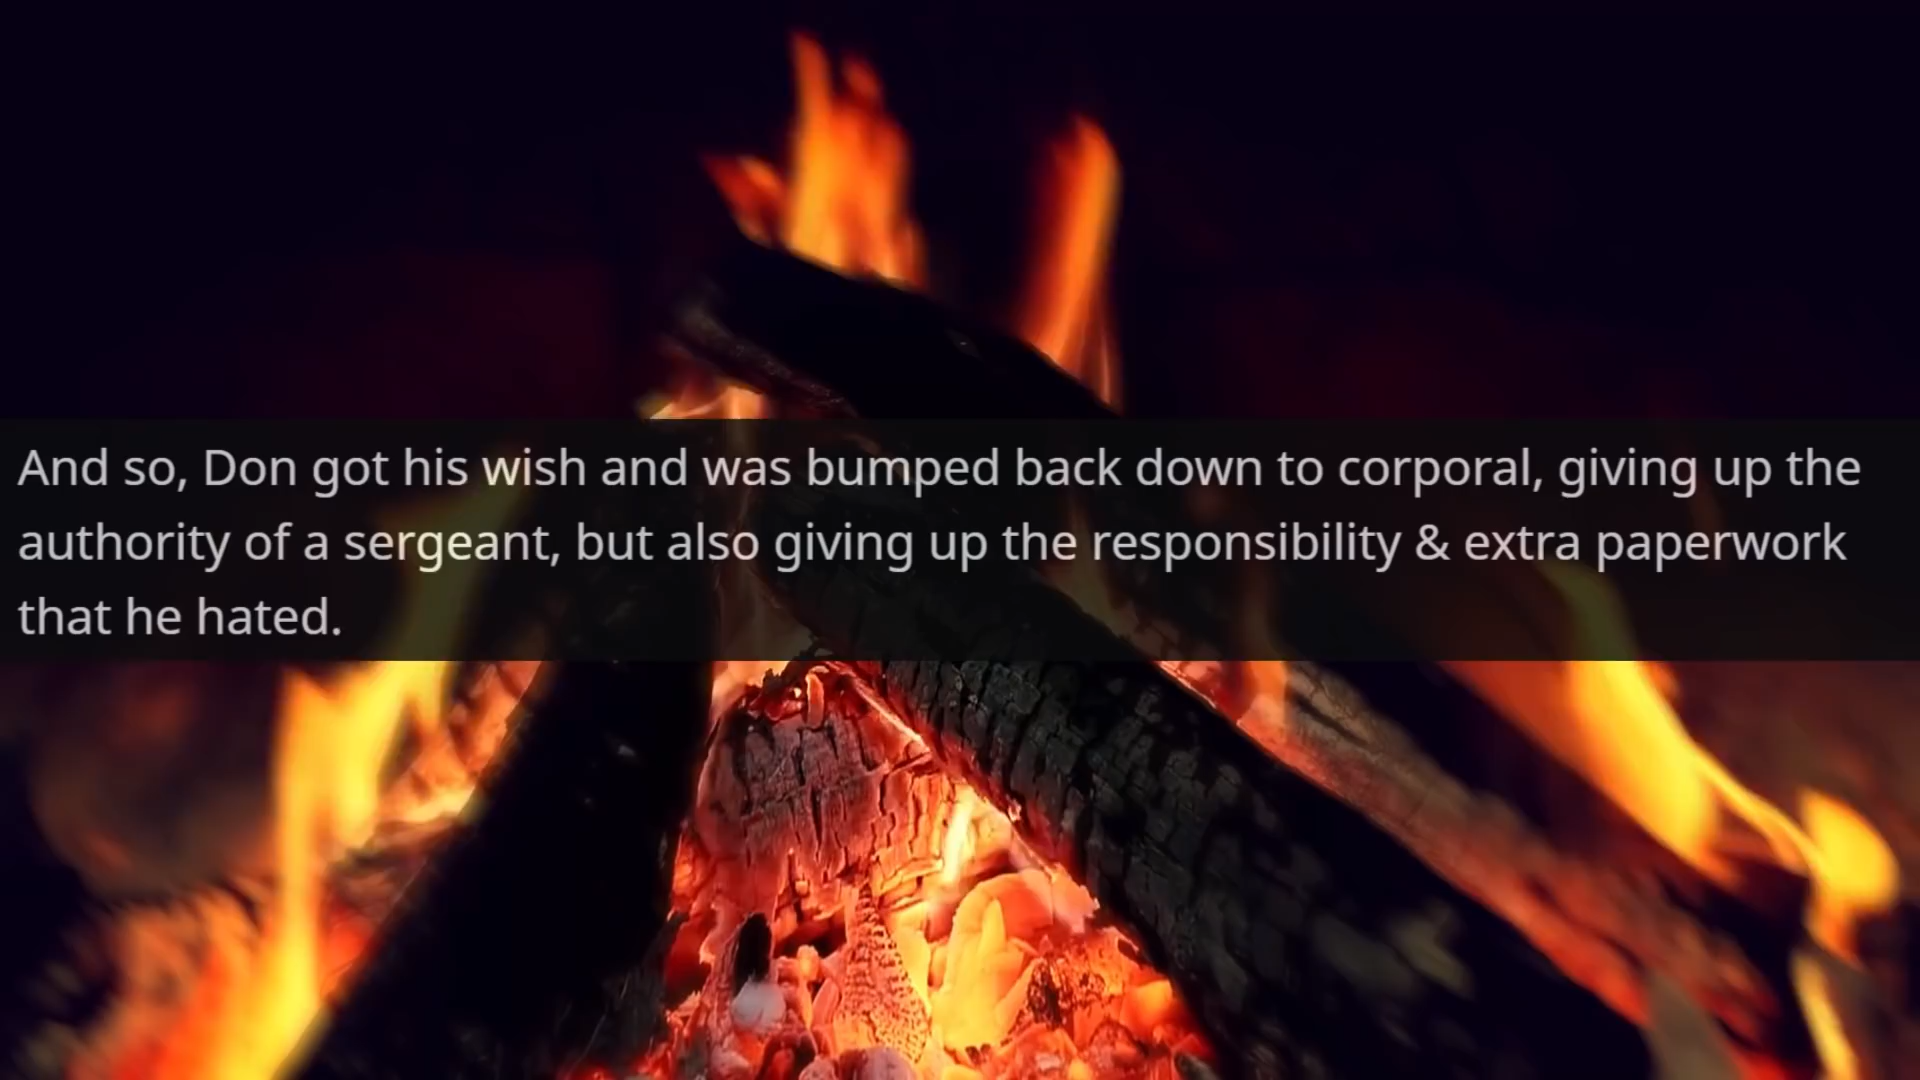 And so, Don got his wish and was bumped back down to corporal, giving up the
authority of a sergeant, but also giving up the responsibility & extra paperwork
that he hated.